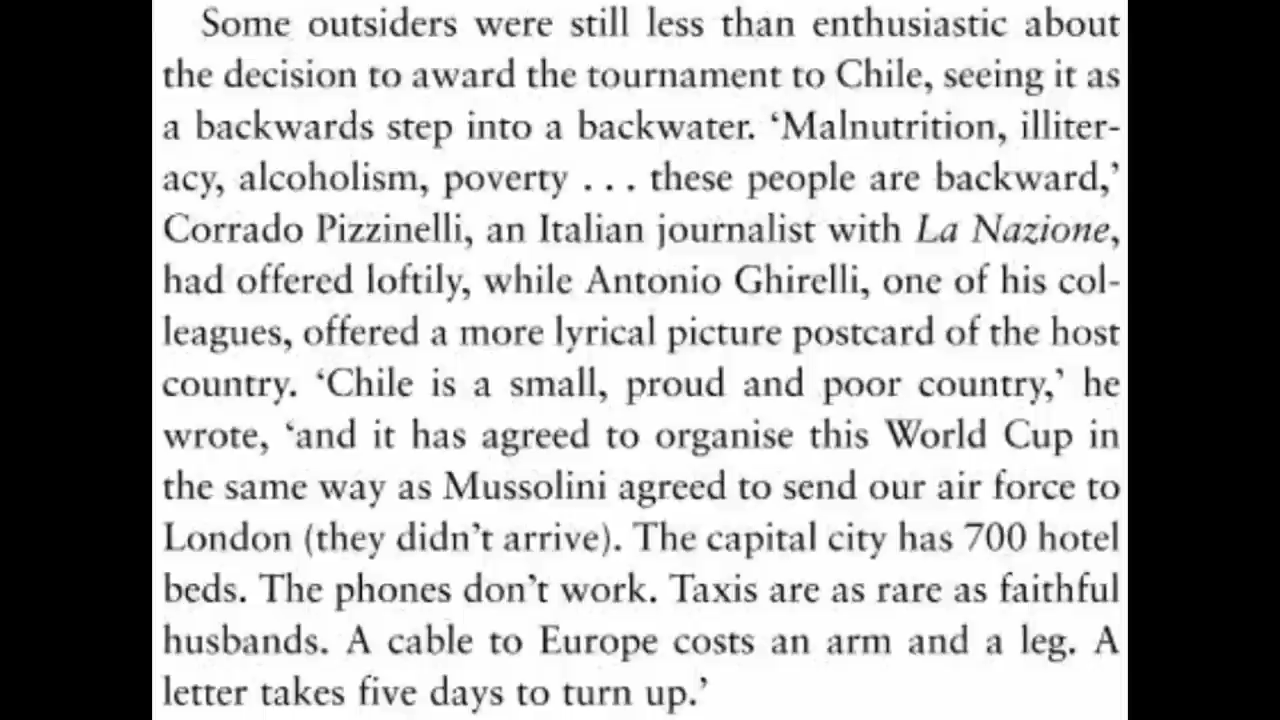 Some outsiders were still less than enthusiastic about
the decision to award the tournament to Chile, seeing it as
a backwards step into a backwater. ‘Malnutrition, illiter-
acy, alcoholism, poverty . . . these people are backward,’
Corrado Pizzinelli, an Italian journalist with La Nazione,
had offered loftily, while Antonio Ghirelli, one of his col-
leagues, offered a more lyrical picture postcard of the host
country. ‘Chile is a small, proud and poor country,’ he
wrote, ‘and it has agreed to organise this World Cup in
the same way as Mussolini agreed to send our air force to
London (they didn’t arrive). The capital city has 700 hotel
beds. The phones don’t work. Taxis are as rare as faithful
husbands. A cable to Europe costs an arm and a leg. A
letter takes five days to turn up.’